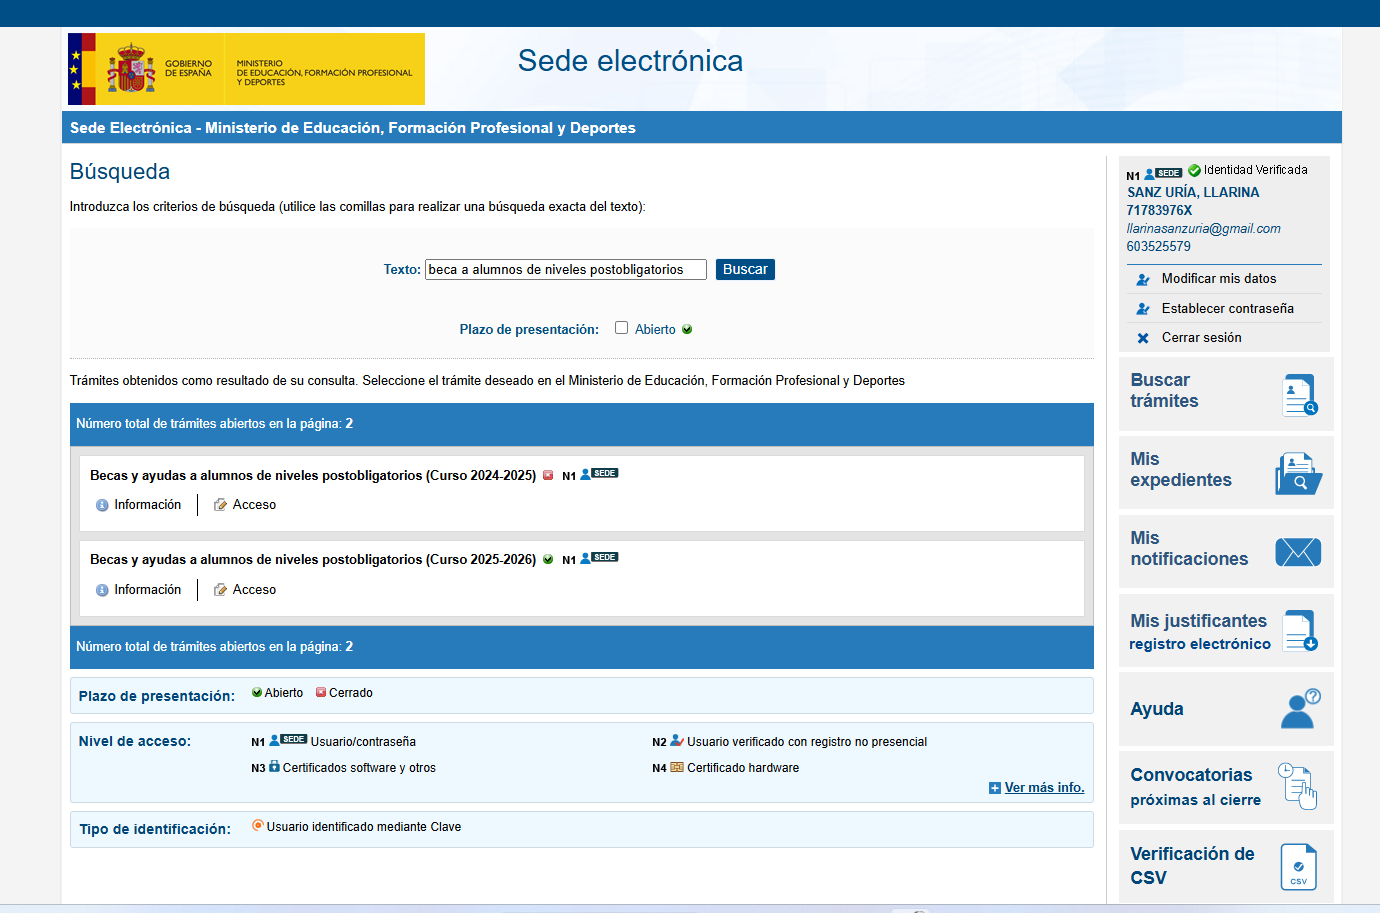 GOBIERNO
DE ESPAÑA
MINISTERIO
DE EDUCACIÓN, FORMACIÓN PROFESIONAL
Y DEPORTES
Sede electrónica
Sede Electrónica - Ministerio de Educación, Formación Profesional y Deportes
Búsqueda
Introduzca los criterios de búsqueda (utilice las comillas para realizar una búsqueda exacta del texto):
Texto: beca a alumnos de niveles postobligatorios Buscar
Plazo de presentación: Abierto
Trámites obtenidos como resultado de su consulta. Seleccione el trámite deseado en el Ministerio de Educación, Formación Profesional y Deportes
Número total de trámites abiertos en la página: 2
Becas y ayudas a alumnos de niveles postobligatorios (Curso 2024-2025) N1 SEDE
Información Acceso
Becas y ayudas a alumnos de niveles postobligatorios (Curso 2025-2026) N1 SEDE
Información Acceso
Número total de trámites abiertos en la página: 2
Plazo de presentación: Abierto Cerrado
Nivel de acceso: N1 SEDE Usuario/contraseña N2 Usuario verificado con registro no presencial
N3 Certificados software y otros N4 Certificado hardware
Ver más info.
Tipo de identificación: Usuario identificado mediante Clave
N1 SEDE Identidad Verificada
SANZ URÍA, LLARINA
71783976X
llarinasanzuria@gmail.com
603525579
Modificar mis datos
Establecer contraseña
Cerrar sesión
Buscar
trámites
Mis
expedientes
Mis
notificaciones
Mis justificantes
registro electrónico
Ayuda
Convocatorias
próximas al cierre
Verificación de
CSV
CSV